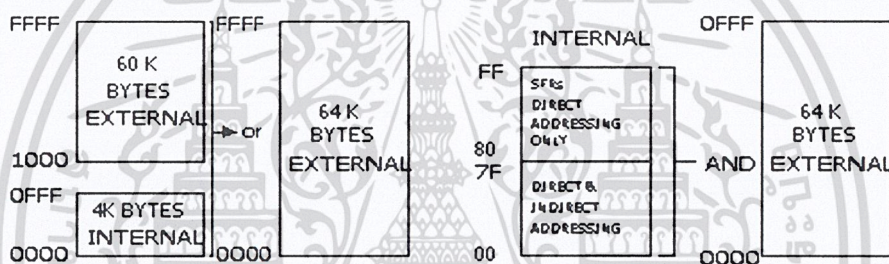 FFFF
60 K
BYTES
EXTERNAL
1000
0FFF
4K BYTES
INTERNAL
0000
or
FFFF
64 K
BYTES
EXTERNAL
0000
INTERNAL
FF
SFRs
DIRECT
ADDRESSING
ONLY
80
7F
DIRECT &
INDIRECT
ADDRESSING
00
AND
0FFF
64 K
BYTES
EXTERNAL
0000